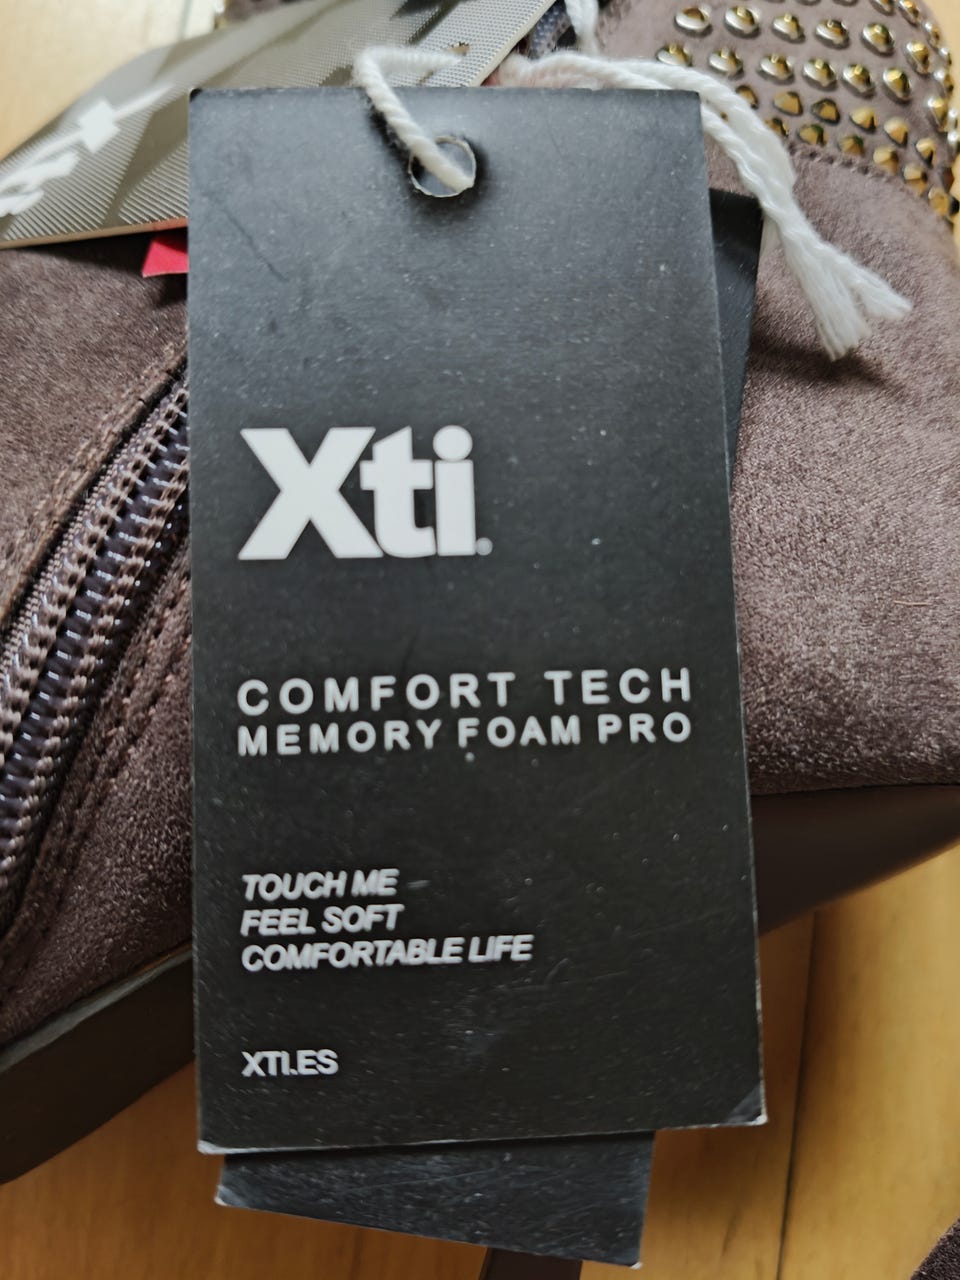 Xti.
COMFORT TECH
MEMORY FOAM PRO
TOUCH ME
FEEL SOFT
COMFORTABLE LIFE
XTI.ES